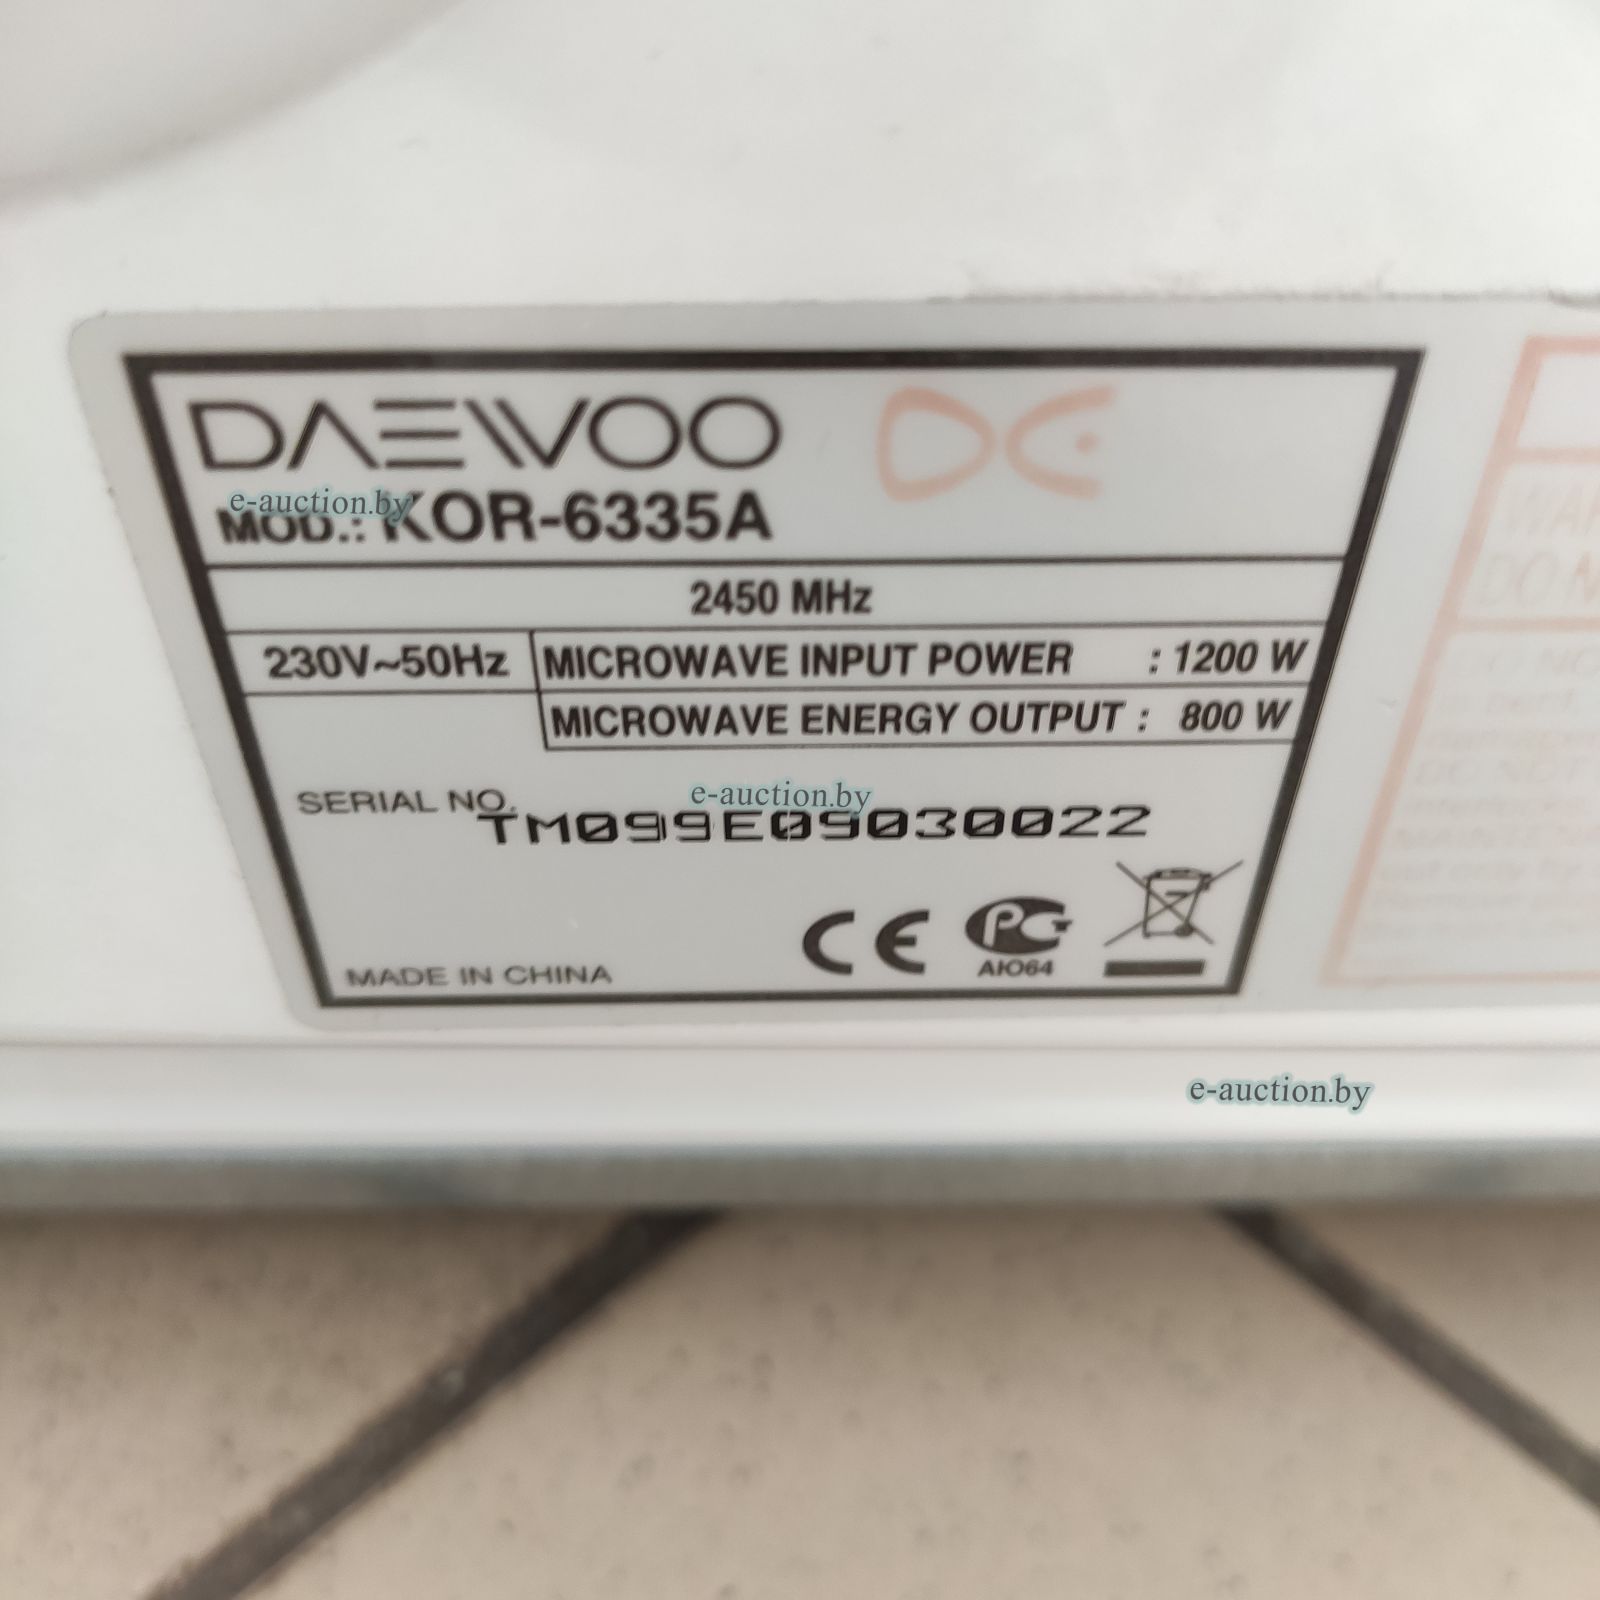 DAEWOO
MOD.: KOR-6335A
2450 MHz
230V~50Hz
MICROWAVE INPUT POWER : 1200 W
MICROWAVE ENERGY OUTPUT : 800 W
SERIAL NO.
TM099E09030022
MADE IN CHINA
CE
PG
AIO64
e-auction.by
e-auction.by
e-auction.by